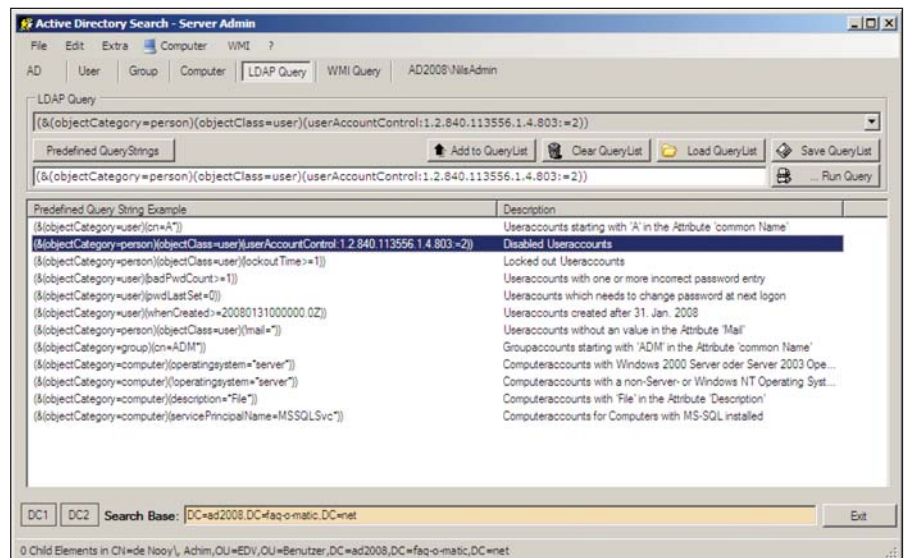 Active Directory Search - Server Admin
File Edit Extra Computer WMI ?
AD User Group Computer LDAP Query WMI Query AD2008\NilsAdmin
LDAP Query
(&(objectCategory=person)(objectClass=user)(userAccountControl:1.2.840.113556.1.4.803:=2))
Predefined QueryStrings Add to QueryList Clear QueryList Load QueryList Save QueryList
(&(objectCategory=person)(objectClass=user)(userAccountControl:1.2.840.113556.1.4.803:=2)) ... Run Query
Predefined Query String Example Description
(&(objectCategory=user)(cn=A*)) Useraccounts starting with 'A' in the Attribute 'common Name'
(&(objectCategory=person)(objectClass=user)(userAccountControl:1.2.840.113556.1.4.803:=2)) Disabled Useraccounts
(&(objectCategory=person)(objectClass=user)(lockoutTime>=1)) Locked out Useraccounts
(&(objectCategory=user)(badPwdCount>=1)) Useraccounts with one or more incorrect password entry
(&(objectCategory=user)(pwdLastSet=0)) Useraccounts which needs to change password at next logon
(&(objectCategory=user)(whenCreated>=20080131000000.0Z)) Useraccounts created after 31. Jan. 2008
(&(objectCategory=person)(objectClass=user)(!mail=*)) Useraccounts without an value in the Attribute 'Mail'
(&(objectCategory=group)(cn=ADM*)) Groupaccounts starting with 'ADM' in the Attribute 'common Name'
(&(objectCategory=computer)(operatingsystem=*server*)) Computeraccounts with Windows 2000 Server oder Server 2003 Ope...
(&(objectCategory=computer)(!operatingsystem=*server*)) Computeraccounts with a non-Server- or Windows NT Operating Syst...
(&(objectCategory=computer)(description=*File*)) Computeraccounts with 'File' in the Attribute 'Description'
(&(objectCategory=computer)(servicePrincipalName=MSSQLSvc*)) Computeraccounts for Computers with MS-SQL installed
DC1 DC2 Search Base: DC=ad2008,DC=faq-o-matic,DC=net Exit
0 Child Elements in CN=de Nooy\, Achim,OU=EDV,OU=Benutzer,DC=ad2008,DC=faq-o-matic,DC=net